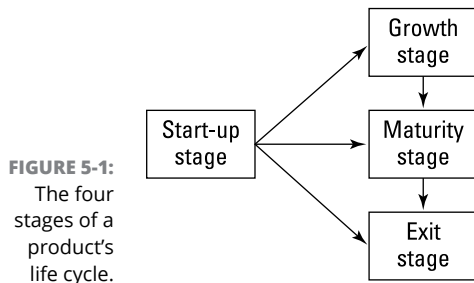 Growth
stage
Start-up
stage
Maturity
stage
Exit
stage
FIGURE 5-1:
The four
stages of a
product’s
life cycle.